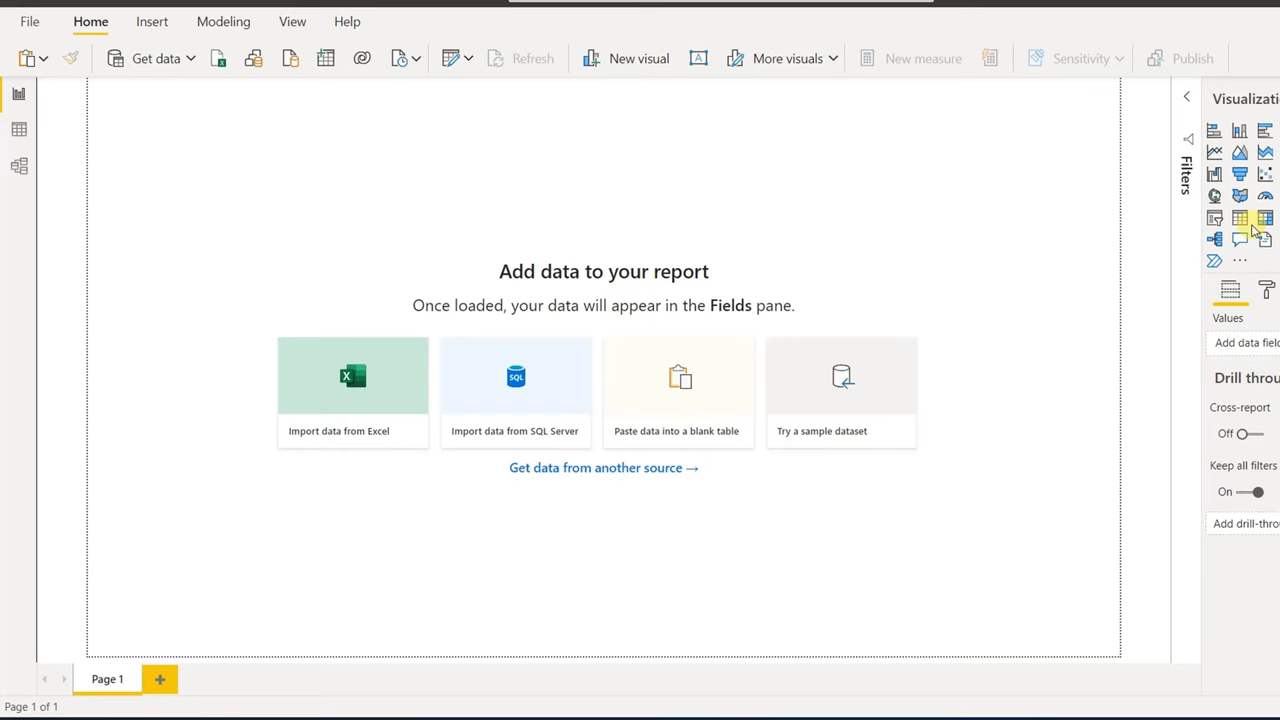 File Home Insert Modeling View Help
Get data Refresh New visual More visuals New measure Sensitivity Publish
Visualizati
Filters
Add data to your report
Once loaded, your data will appear in the Fields pane.
SQL
Import data from Excel Import data from SQL Server Paste data into a blank table Try a sample dataset
Get data from another source →
Values
Add data field
Drill throu
Cross-report
Off
Keep all filters
On
Add drill-throu
Page 1
Page 1 of 1